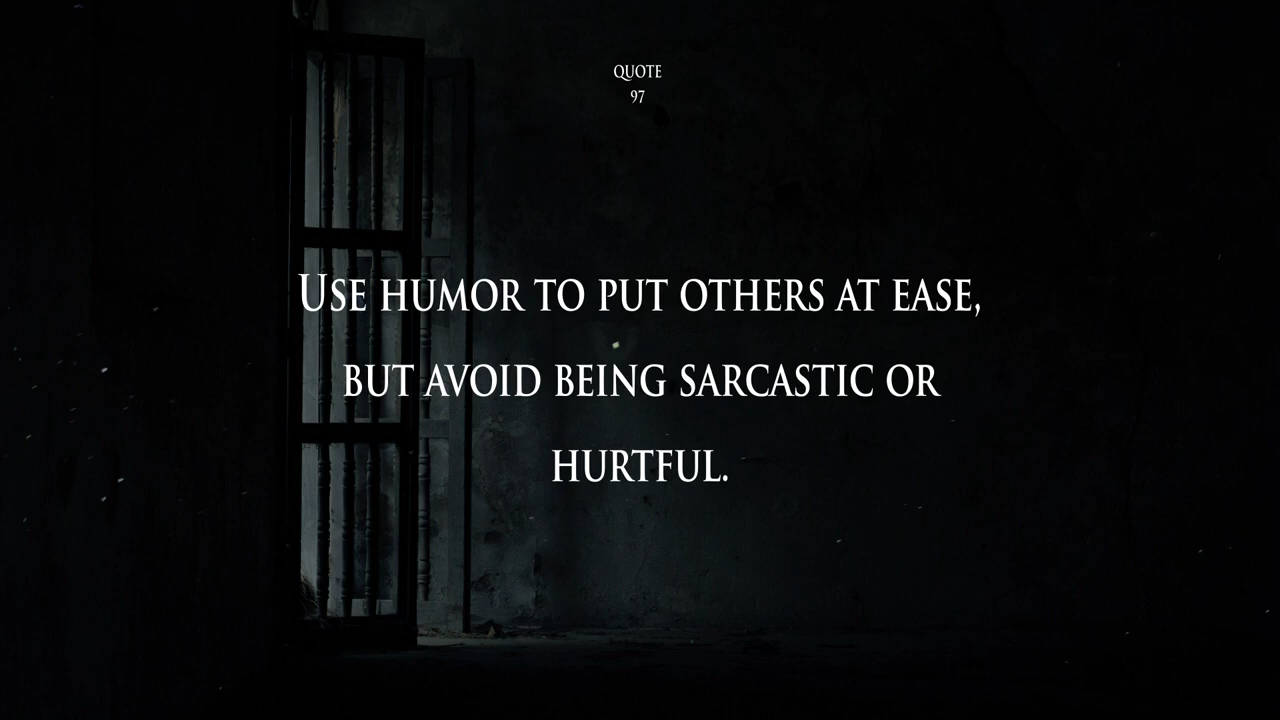 QUOTE
97
USE HUMOR TO PUT OTHERS AT EASE,
BUT AVOID BEING SARCASTIC OR
HURTFUL.